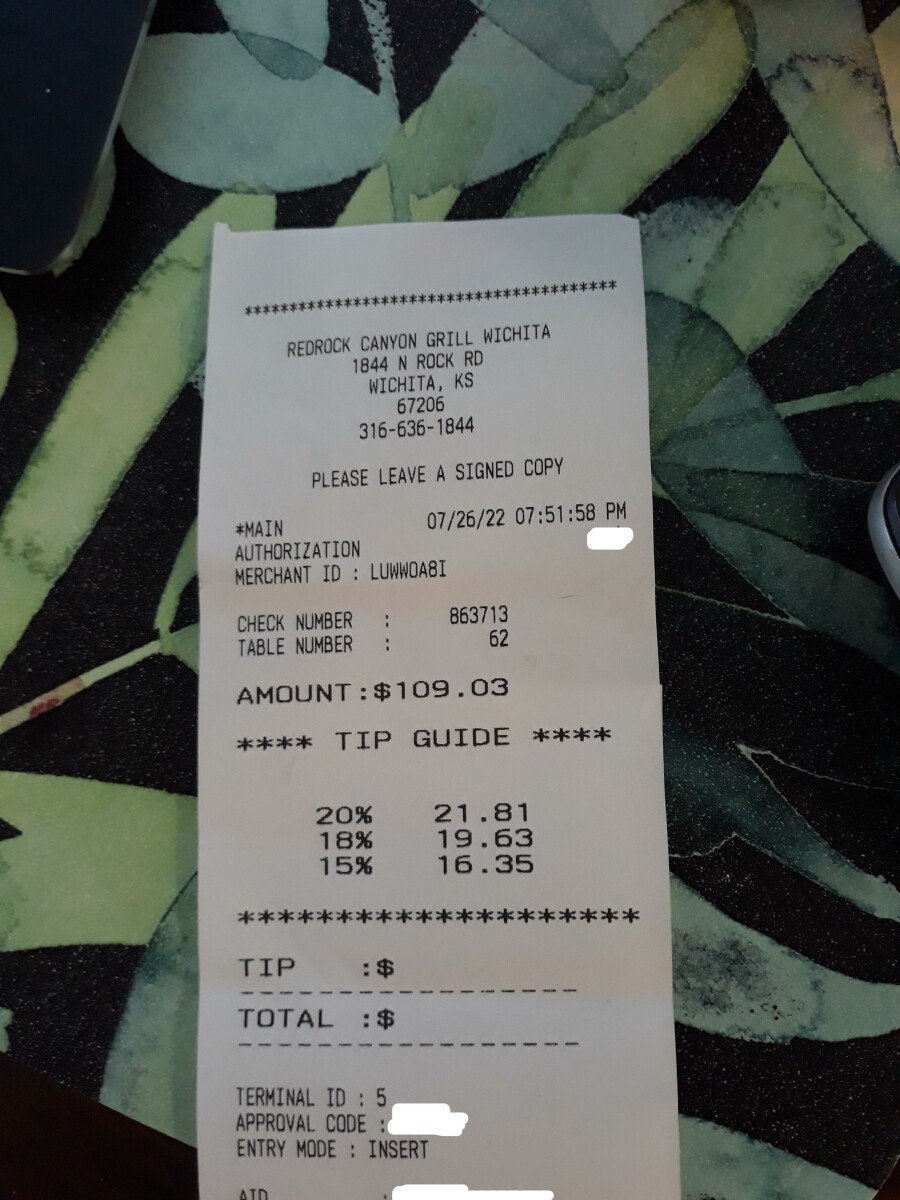 ****************************************
REDROCK CANYON GRILL WICHITA
1844 N ROCK RD
WICHITA, KS
67206
316-636-1844
PLEASE LEAVE A SIGNED COPY
*MAIN 07/26/22 07:51:58 PM
AUTHORIZATION
MERCHANT ID : LUWWOA8I
CHECK NUMBER : 863713
TABLE NUMBER : 62
AMOUNT:$109.03
**** TIP GUIDE ****
20% 21.81
18% 19.63
15% 16.35
*********************
TIP :$
------------------
TOTAL :$
------------------
TERMINAL ID : 5
APPROVAL CODE :
ENTRY MODE : INSERT
AID :